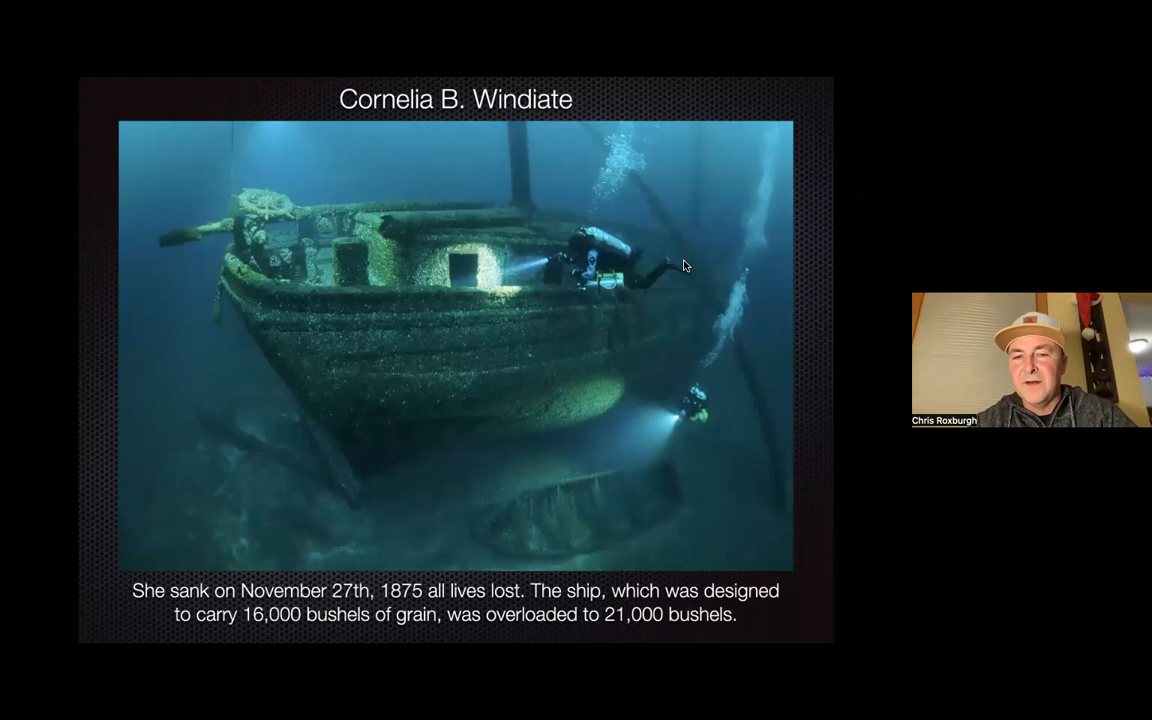 Cornelia B. Windiate
She sank on November 27th, 1875 all lives lost. The ship, which was designed
to carry 16,000 bushels of grain, was overloaded to 21,000 bushels.
Chris Roxburgh